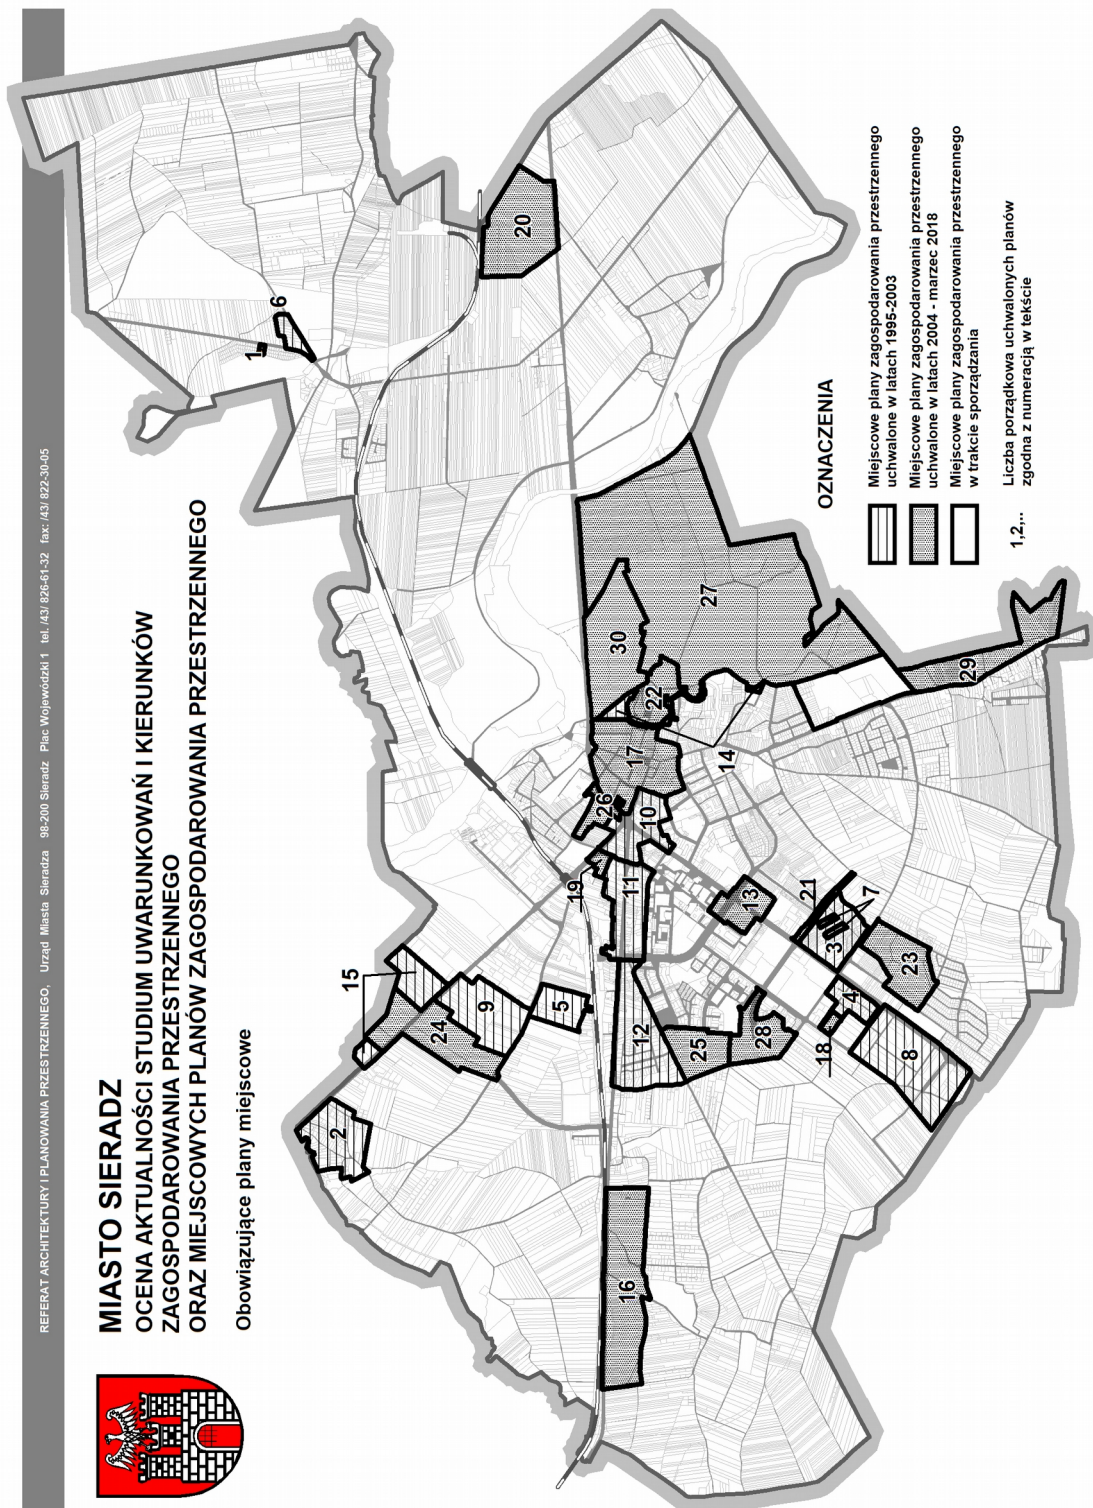 REFERAT ARCHITEKTURY I PLANOWANIA PRZESTRZENNEGO, Urząd Miasta Sieradza 98-200 Sieradz Plac Wojewódzki 1 tel. /43/ 826-61-32 fax: /43/ 822-30-05
MIASTO SIERADZ
OCENA AKTUALNOŚCI STUDIUM UWARUNKOWAŃ I KIERUNKÓW
ZAGOSPODAROWANIA PRZESTRZENNEGO
ORAZ MIEJSCOWYCH PLANÓW ZAGOSPODAROWANIA PRZESTRZENNEGO
Obowiązujące plany miejscowe
2
15
24
9
5
1
6
16
12
11
19
26
10
17
30
22
20
25
28
13
14
27
18
4
8
3
21
7
23
29
OZNACZENIA
Miejscowe plany zagospodarowania przestrzennego
uchwalone w latach 1995-2003
Miejscowe plany zagospodarowania przestrzennego
uchwalone w latach 2004 - marzec 2018
Miejscowe plany zagospodarowania przestrzennego
w trakcie sporządzania
1,2,..
Liczba porządkowa uchwalonych planów
zgodna z numeracją w tekście